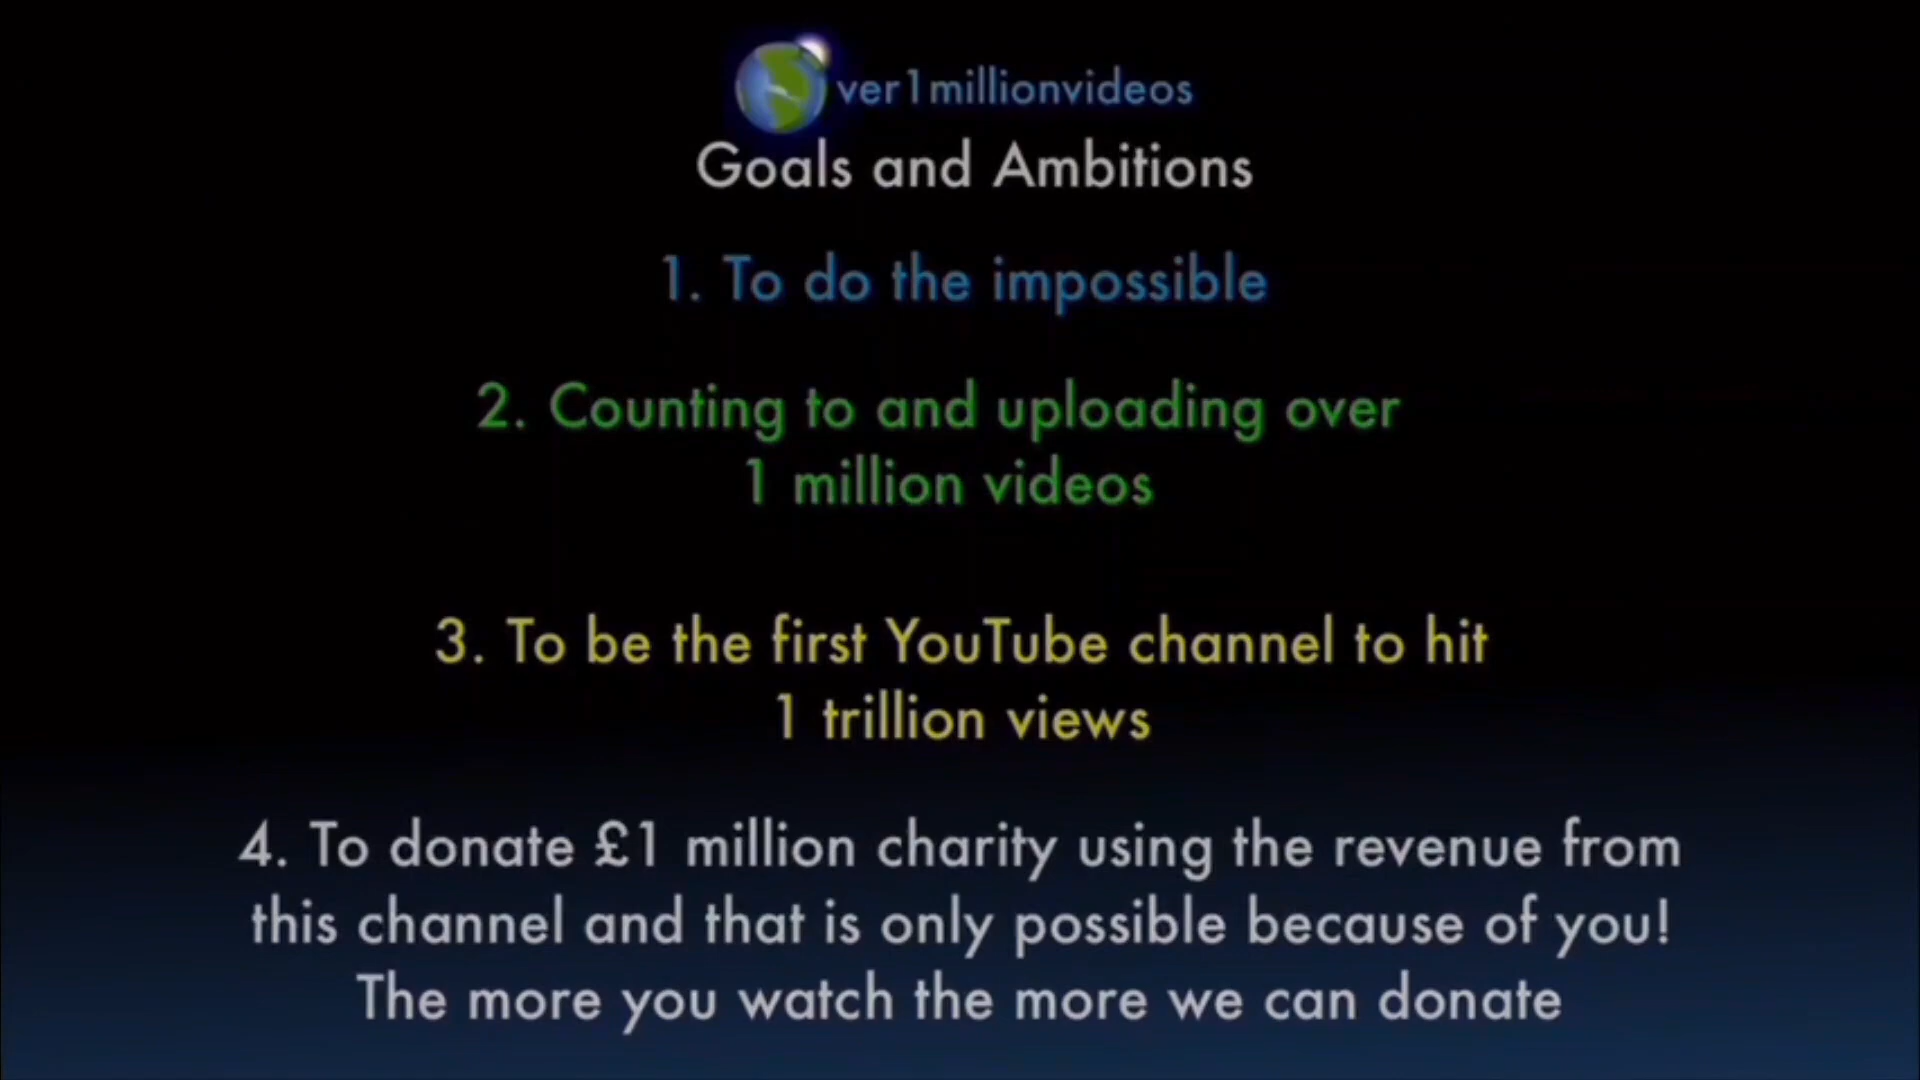 ver1millionvideos
Goals and Ambitions
1. To do the impossible
2. Counting to and uploading over
1 million videos
3. To be the first YouTube channel to hit
1 trillion views
4. To donate £1 million charity using the revenue from
this channel and that is only possible because of you!
The more you watch the more we can donate